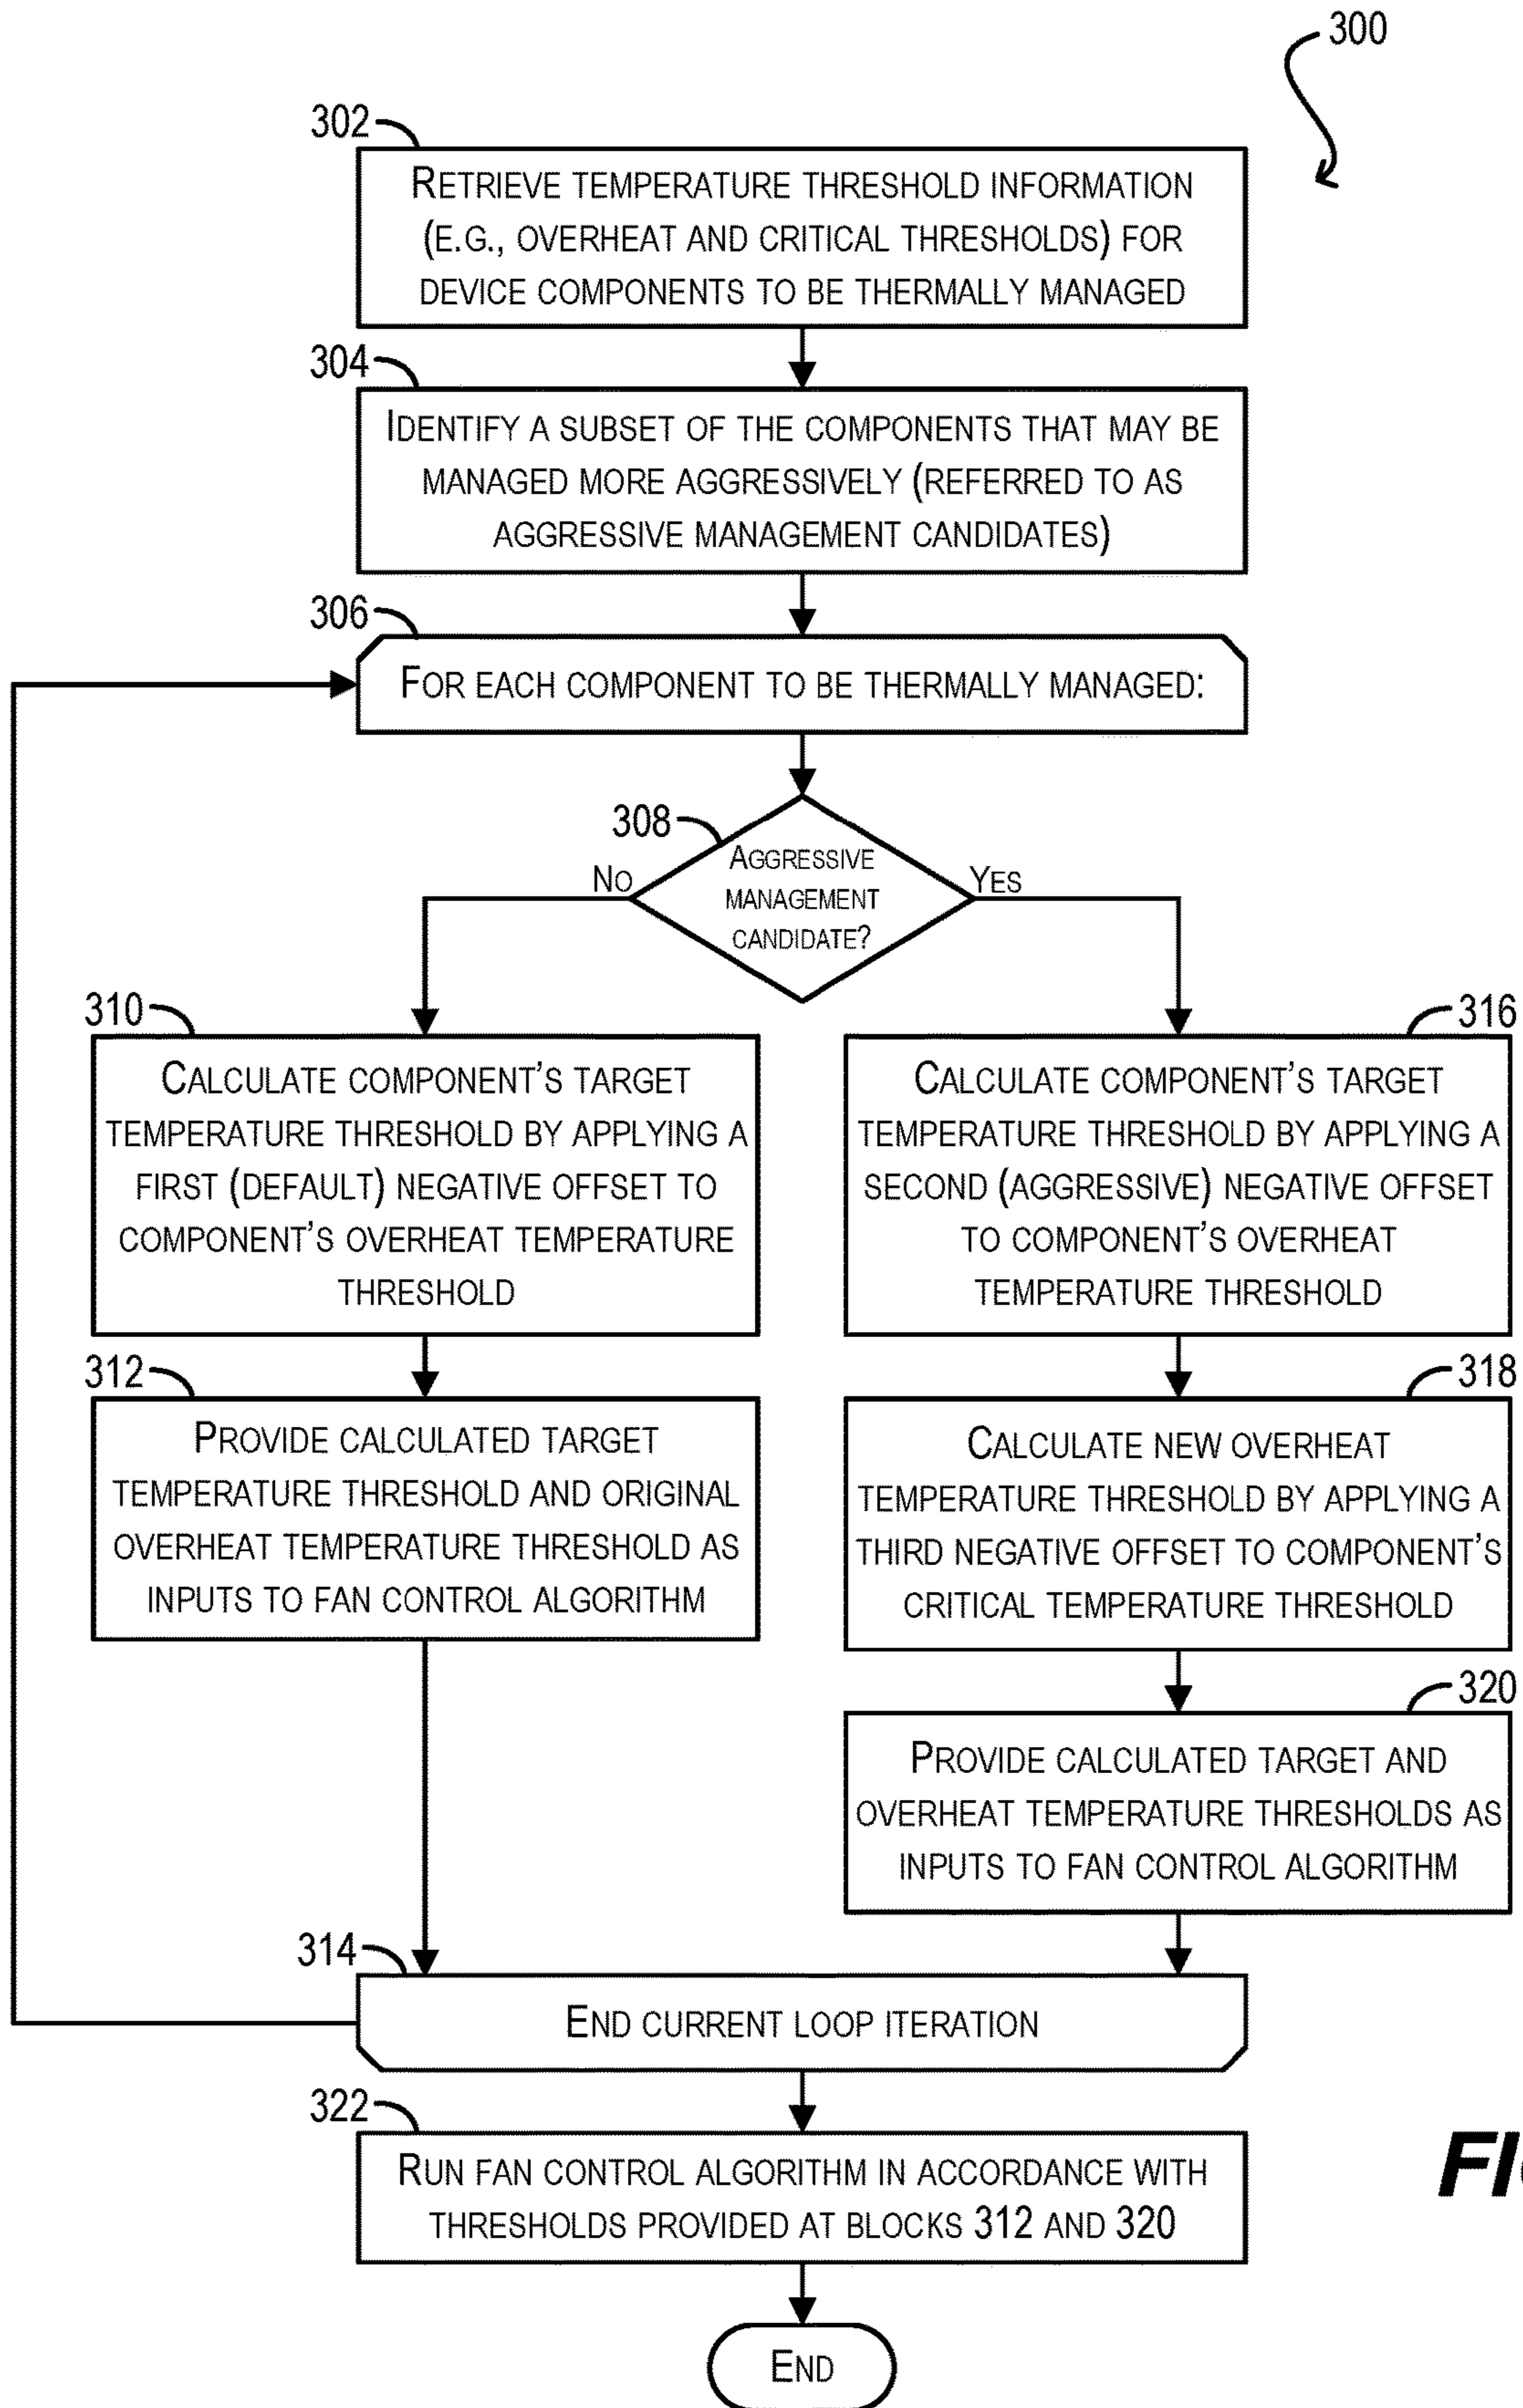 300
302
RETRIEVE TEMPERATURE THRESHOLD INFORMATION
(E.G., OVERHEAT AND CRITICAL THRESHOLDS) FOR
DEVICE COMPONENTS TO BE THERMALLY MANAGED
304
IDENTIFY A SUBSET OF THE COMPONENTS THAT MAY BE
MANAGED MORE AGGRESSIVELY (REFERRED TO AS
AGGRESSIVE MANAGEMENT CANDIDATES)
306
FOR EACH COMPONENT TO BE THERMALLY MANAGED:
308
AGGRESSIVE
MANAGEMENT
CANDIDATE?
NO
YES
310
CALCULATE COMPONENT'S TARGET
TEMPERATURE THRESHOLD BY APPLYING A
FIRST (DEFAULT) NEGATIVE OFFSET TO
COMPONENT'S OVERHEAT TEMPERATURE
THRESHOLD
312
PROVIDE CALCULATED TARGET
TEMPERATURE THRESHOLD AND ORIGINAL
OVERHEAT TEMPERATURE THRESHOLD AS
INPUTS TO FAN CONTROL ALGORITHM
316
CALCULATE COMPONENT'S TARGET
TEMPERATURE THRESHOLD BY APPLYING A
SECOND (AGGRESSIVE) NEGATIVE OFFSET
TO COMPONENT'S OVERHEAT
TEMPERATURE THRESHOLD
318
CALCULATE NEW OVERHEAT
TEMPERATURE THRESHOLD BY APPLYING A
THIRD NEGATIVE OFFSET TO COMPONENT'S
CRITICAL TEMPERATURE THRESHOLD
320
PROVIDE CALCULATED TARGET AND
OVERHEAT TEMPERATURE THRESHOLDS AS
INPUTS TO FAN CONTROL ALGORITHM
314
END CURRENT LOOP ITERATION
322
RUN FAN CONTROL ALGORITHM IN ACCORDANCE WITH
THRESHOLDS PROVIDED AT BLOCKS 312 AND 320
END